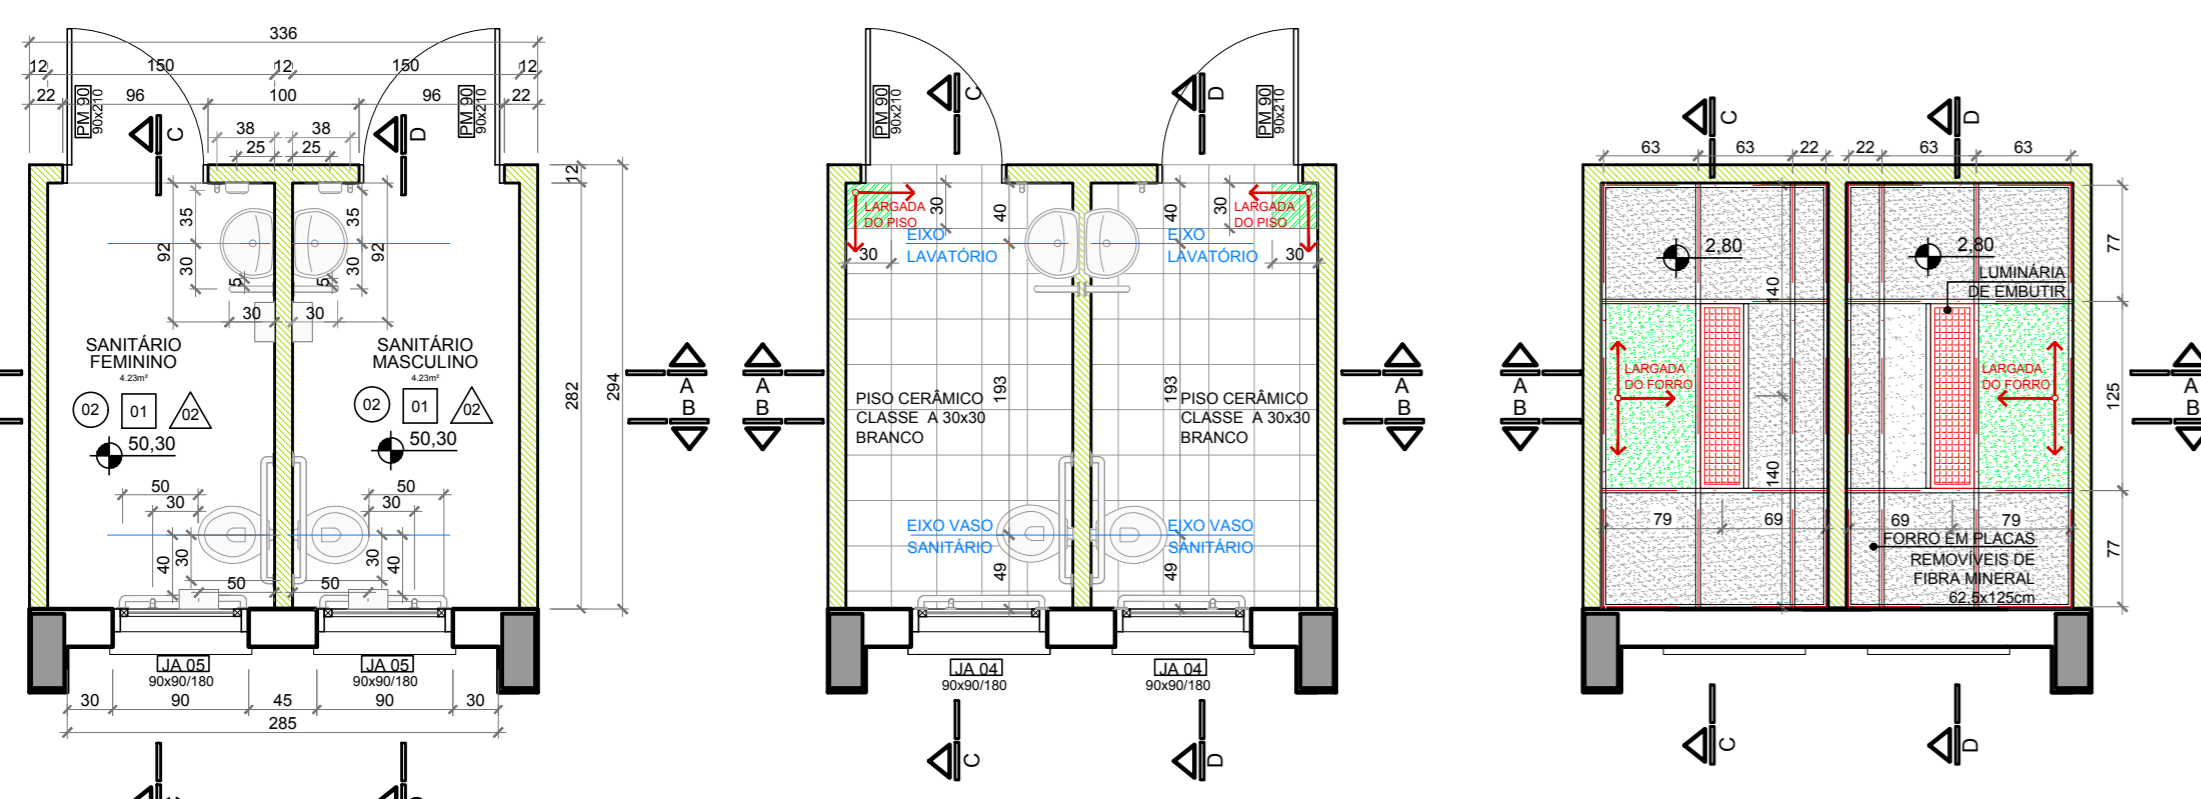 336
12
150
12
150
12
22
96
100
96
22
PM 90
90x210
PM 90
90x210
C
D
38
38
25
25
12
35
35
92
92
30
30
5
5
30
30
SANITÁRIO
FEMININO
4.23m²
SANITÁRIO
MASCULINO
4.23m²
02
01
02
02
01
02
50,30
50,30
282
294
50
30
50
30
40
30
30
40
50
50
JA 05
90x90/180
JA 05
90x90/180
30
90
45
90
30
285
A
B
PM 90
90x210
PM 90
90x210
C
D
LARGADA
DO PISO
LARGADA
DO PISO
30
40
40
30
30
30
EIXO
LAVATÓRIO
EIXO
LAVATÓRIO
A
B
193
193
PISO CERÂMICO
CLASSE A 30x30
BRANCO
PISO CERÂMICO
CLASSE A 30x30
BRANCO
A
B
EIXO VASO
SANITÁRIO
EIXO VASO
SANITÁRIO
49
49
JA 04
90x90/180
JA 04
90x90/180
C
D
C
D
63
63
22
22
63
63
2,80
2,80
LUMINÁRIA
DE EMBUTIR
140
140
77
125
77
LARGADA
DO FORRO
LARGADA
DO FORRO
A
B
A
B
79
69
69
79
FORRO EM PLACAS
REMOVÍVEIS DE
FIBRA MINERAL
62.5x125cm
C
D